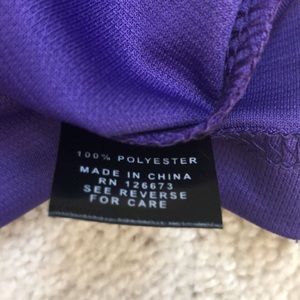 100% POLYESTER
MADE IN CHINA
RN 126673
SEE REVERSE
FOR CARE